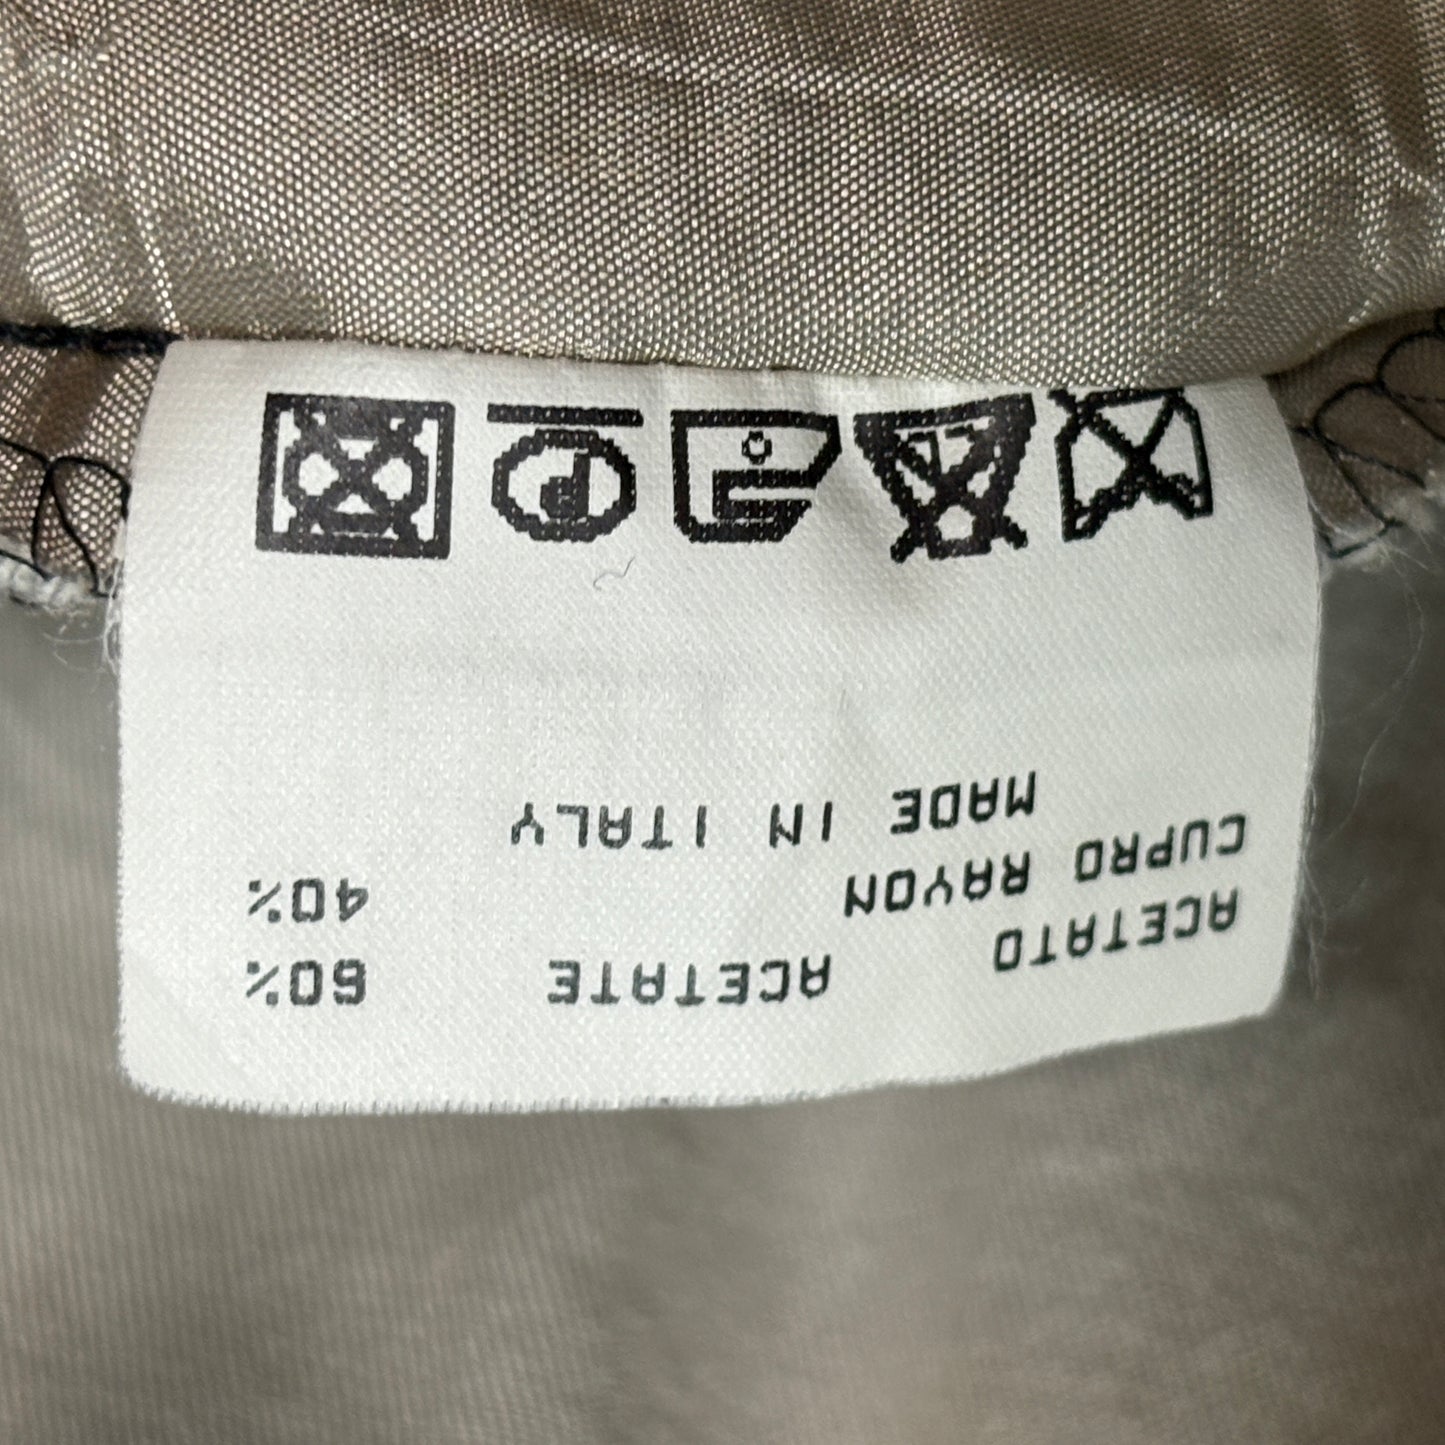 ACETATO ACETATE 60%
CUPRO RAYON 40%
MADE IN ITALY
P